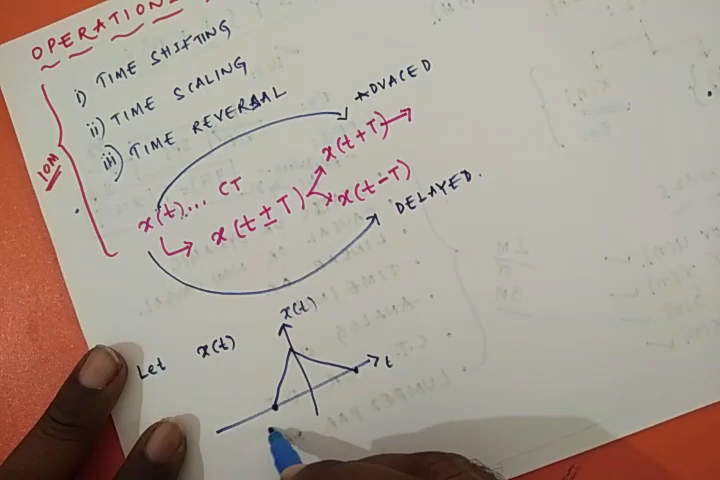 OPERATION
i) TIME SHIFTING
ii) TIME SCALING
iii) TIME REVERSAL
10M
ADVACED
x(t)... CT
x(t ± T)
x(t+T)
x(t-T)
DELAYED.
Let x(t)
x(t)
t